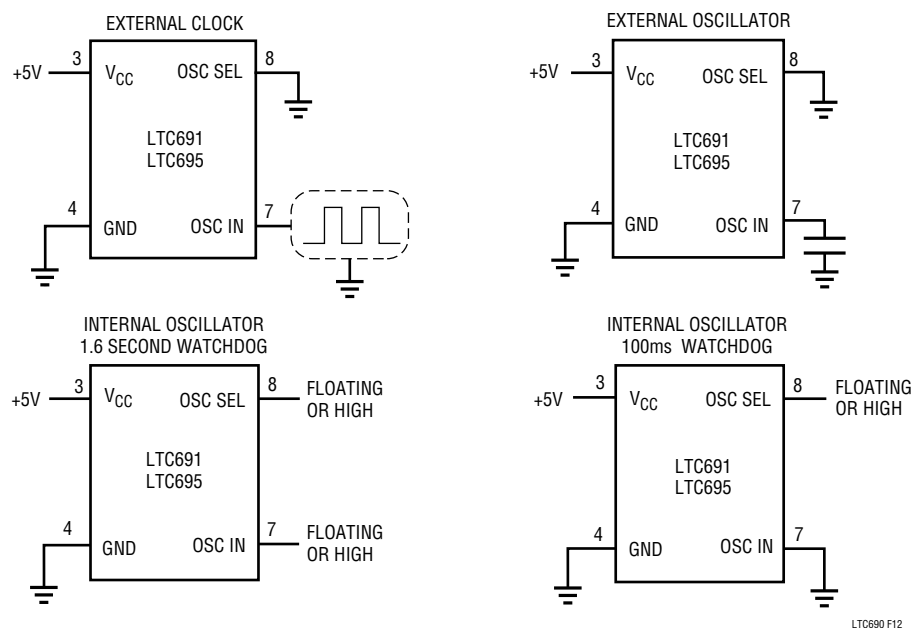 EXTERNAL CLOCK
+5V
3
VCC
OSC SEL
8
LTC691
LTC695
4
GND
OSC IN
7
EXTERNAL OSCILLATOR
+5V
3
VCC
OSC SEL
8
LTC691
LTC695
4
GND
OSC IN
7
INTERNAL OSCILLATOR
1.6 SECOND WATCHDOG
+5V
3
VCC
OSC SEL
8
FLOATING
OR HIGH
LTC691
LTC695
4
GND
OSC IN
7
FLOATING
OR HIGH
INTERNAL OSCILLATOR
100ms WATCHDOG
+5V
3
VCC
OSC SEL
8
FLOATING
OR HIGH
LTC691
LTC695
4
GND
OSC IN
7
LTC690 F12